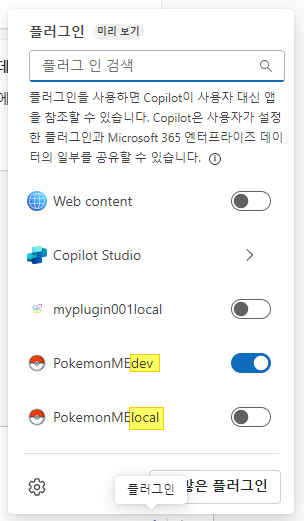 플러그인 미리 보기
플러그 인 검색
플러그인을 사용하면 Copilot이 사용자 대신 앱
을 참조할 수 있습니다. Copilot은 사용자가 설정
한 플러그인과 Microsoft 365 엔터프라이즈 데이
터의 일부를 공유할 수 있습니다.
Web content
Copilot Studio
myplugin001local
PokemonMEdev
PokemonMElocal
많은 플러그인
플러그인